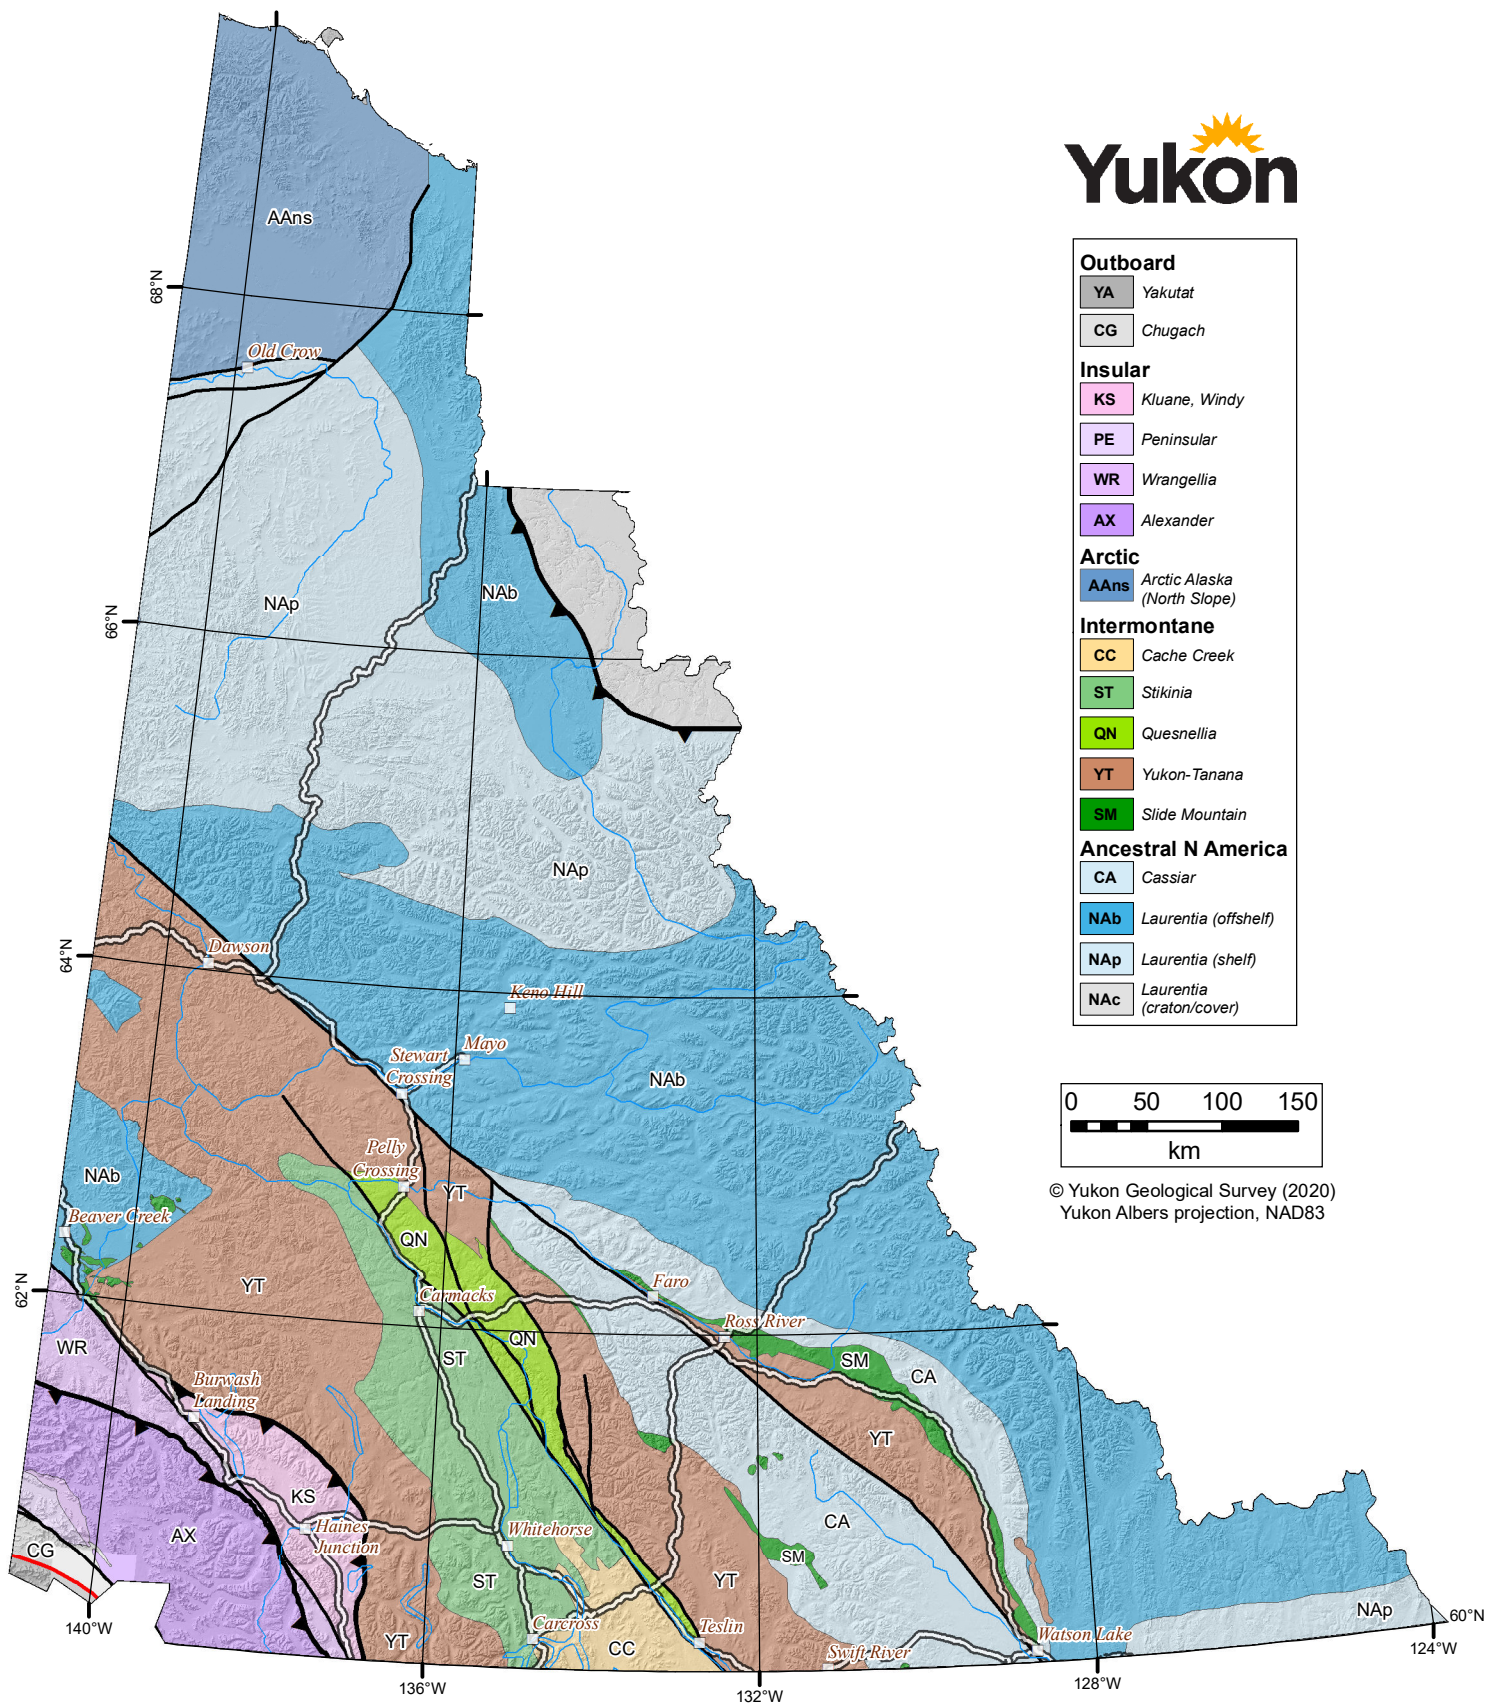 Yukon
Outboard
YA Yakutat
CG Chugach
Insular
KS Kluane, Windy
PE Peninsular
WR Wrangellia
AX Alexander
Arctic
AAns Arctic Alaska
(North Slope)
Intermontane
CC Cache Creek
ST Stikinia
QN Quesnellia
YT Yukon-Tanana
SM Slide Mountain
Ancestral N America
CA Cassiar
NAb Laurentia (offshelf)
NAp Laurentia (shelf)
NAc Laurentia
(craton/cover)
0 50 100 150
km
© Yukon Geological Survey (2020)
Yukon Albers projection, NAD83
AAns
68°N
Old Crow
NAb
NAp
66°N
NAp
Dawson
64°N
Keno Hill
Mayo
Stewart
Crossing
NAb
Pelly
Crossing
NAb
YT
Beaver Creek
QN
YT
62°N
Faro
Carmacks
Ross River
QN
WR
ST
SM
CA
Burwash
Landing
YT
KS
CA
Haines
Junction
Whitehorse
AX
CG
SM
ST
YT
NAp
60°N
Carcross
Teslin
Watson Lake
YT
CC
Swift River
140°W
136°W
132°W
128°W
124°W